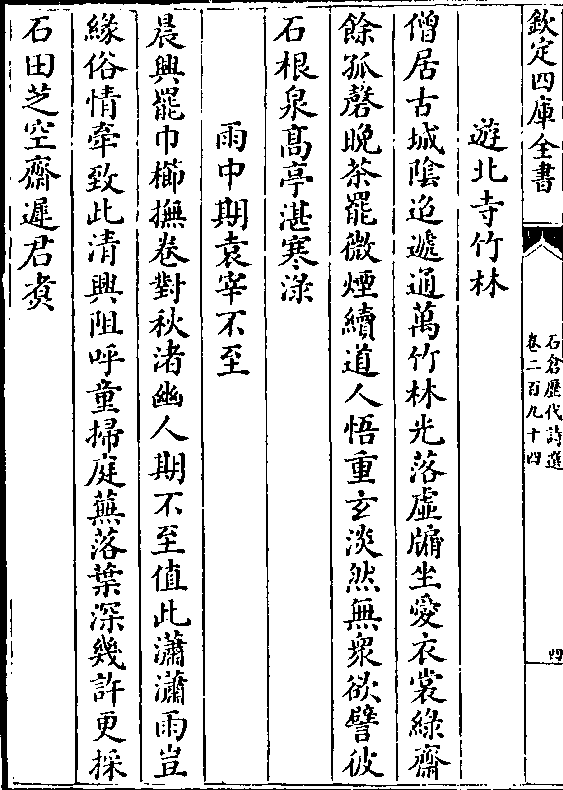 欽定四庫全書
石倉歷代詩選
卷二百九十四
四
遊北寺竹林
僧居古城陰迢遞通萬竹林光落虛牖坐愛衣裳綠齋
餘孤磬晚茶罷微煙續道人悟重玄淡然無衆欲譬彼
石根泉高亭湛寒渌
雨中期袁宰不至
晨興罷巾櫛撫卷對秋渚幽人期不至值此瀟瀟雨豈
緣俗情牽致此清興阻呼童掃庭蕪落葉深幾許更採
石田芝空齋遲君煑